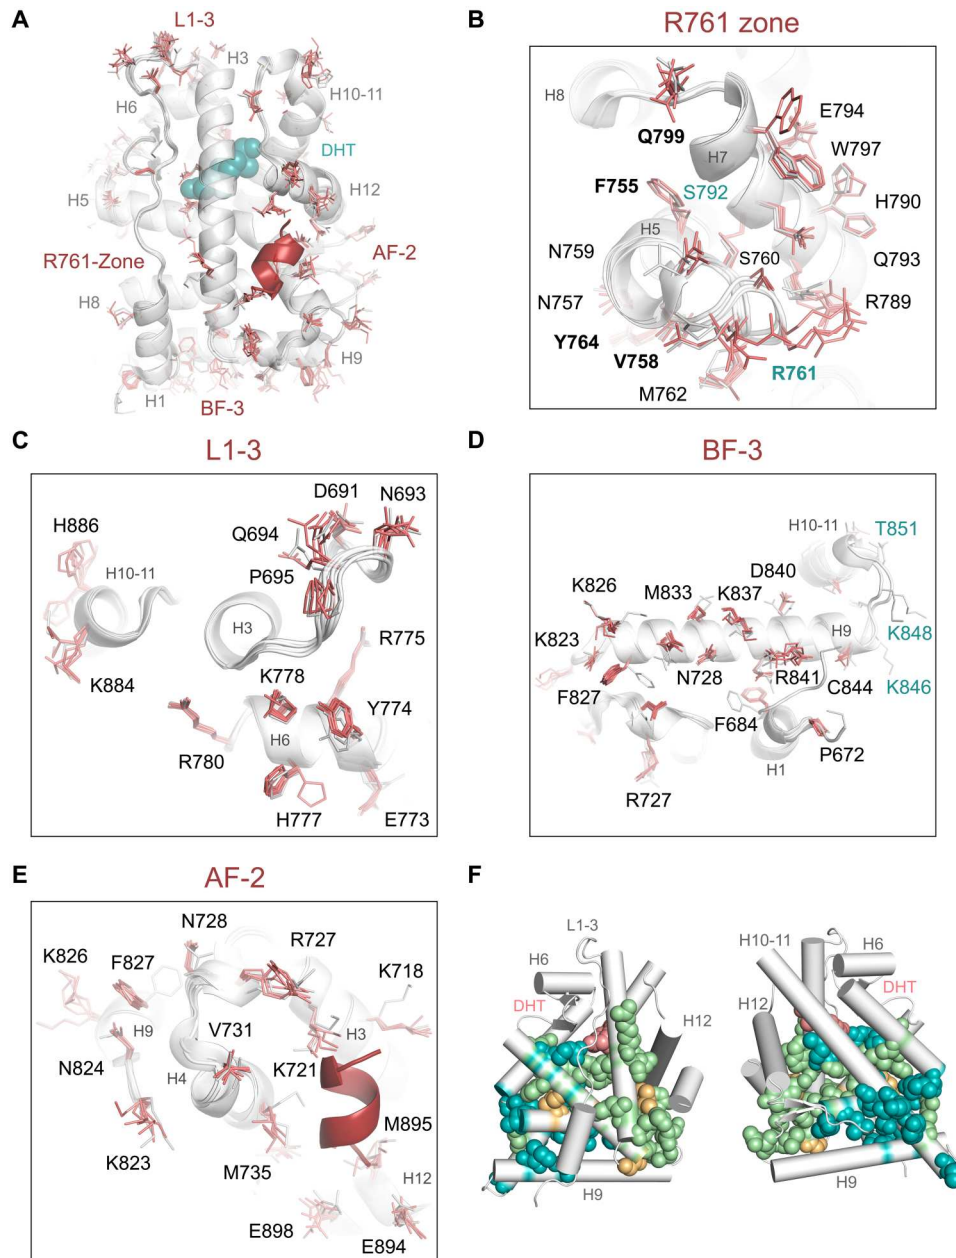 A
L1-3
H3
H6
H10-11
DHT
H5
H12
R761-Zone
AF-2
H8
H9
H1
BF-3
B
R761 zone
H8
E794
Q799
H7
W797
F755
S792
H790
H5
N759
S760
Q793
N757
R789
Y764
V758
R761
M762
C
L1-3
D691
N693
H886
Q694
H10-11
P695
H3
R775
K884
K778
Y774
H6
R780
H777
E773
D
BF-3
H10-11
T851
D840
K826
M833
K837
K823
H9
K848
N728
R841
C844
K846
F827
F684
P672
H1
R727
E
AF-2
N728
R727
K826
F827
K718
H9
V731
H3
N824
H4
K721
M895
K823
M735
H12
E898
E894
F
L1-3
H6
DHT
H12
H9
H10-11
H6
DHT
H12
H9